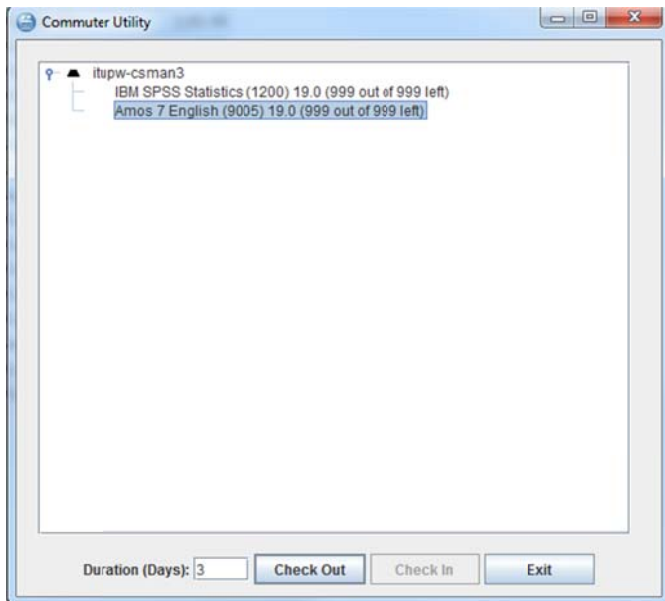 Commuter Utility
itupw-csman3
IBM SPSS Statistics (1200) 19.0 (999 out of 999 left)
Amos 7 English (9005) 19.0 (999 out of 999 left)
Duration (Days): 3 Check Out Check In Exit